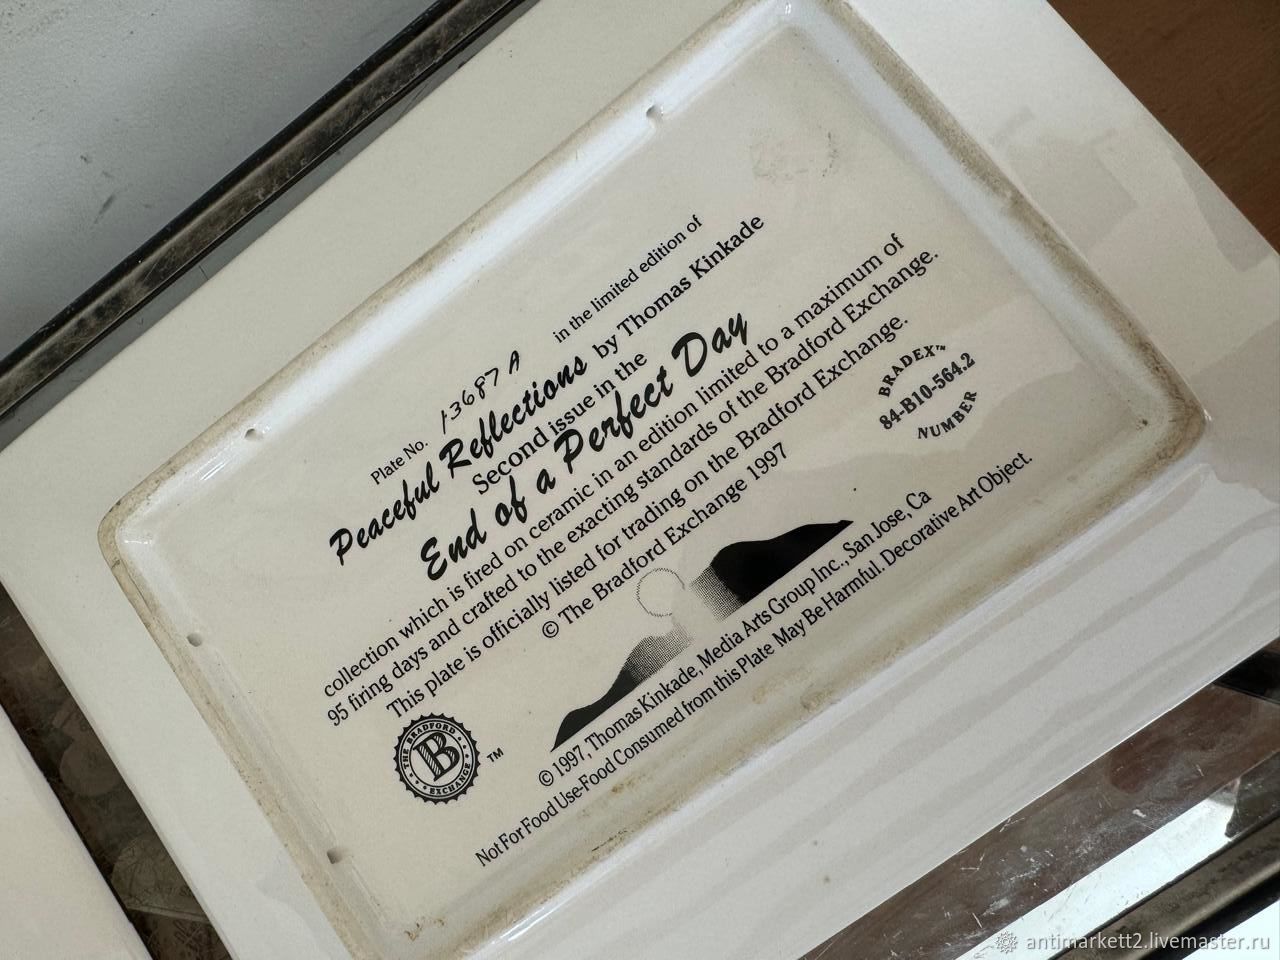 Plate No. 13687 A in the limited edition of
Peaceful Reflections by Thomas Kinkade
Second issue in the
End of a Perfect Day
collection which is fired on ceramic in an edition limited to a maximum of
95 firing days and crafted to the exacting standards of the Bradford Exchange.
This plate is officially listed for trading on the Bradford Exchange.
© The Bradford Exchange 1997
BRADEX™
84-B10-564.2
NUMBER
THE BRADFORD
B
EXCHANGE
TM
© 1997, Thomas Kinkade, Media Arts Group Inc., San Jose, Ca
Not For Food Use-Food Consumed from this Plate May Be Harmful. Decorative Art Object.
antimarkett2.livemaster.ru